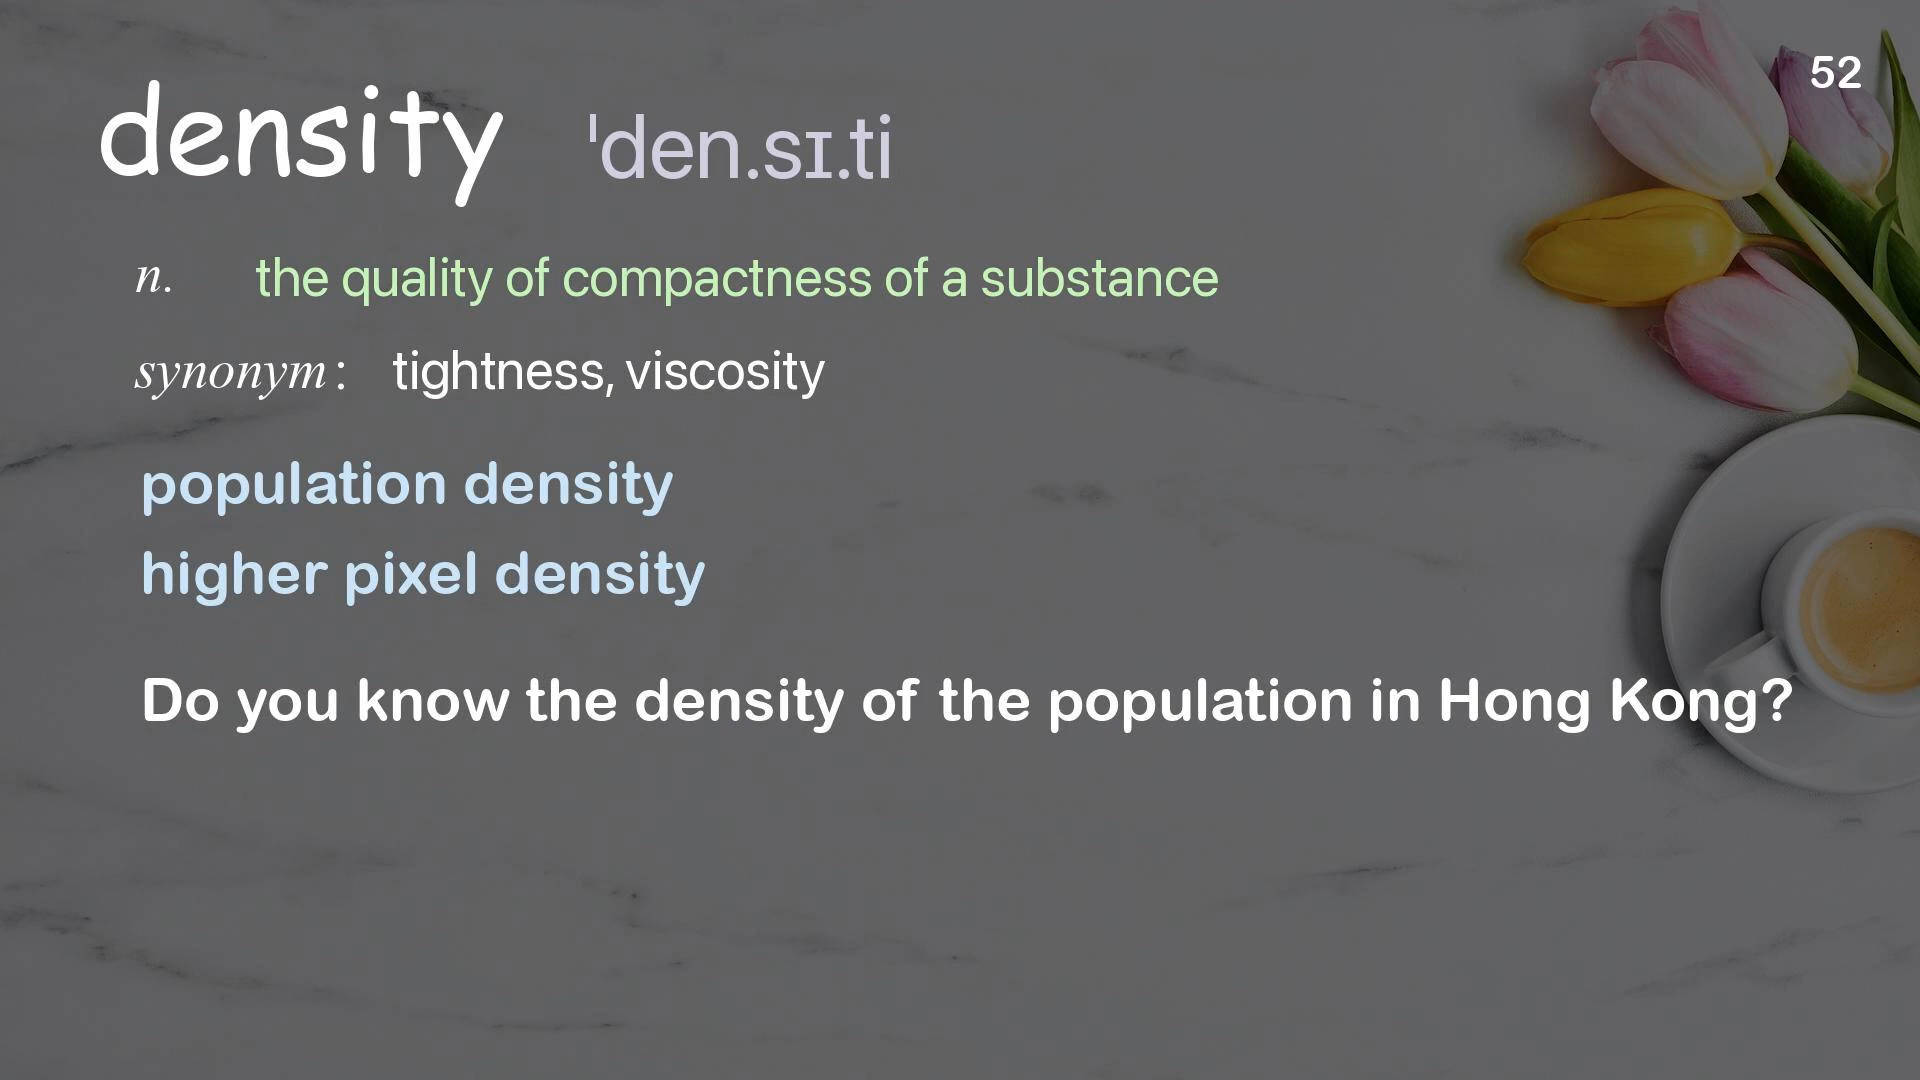 52
density ˈden.sɪ.ti
n. the quality of compactness of a substance
synonym: tightness, viscosity
population density
higher pixel density
Do you know the density of the population in Hong Kong?